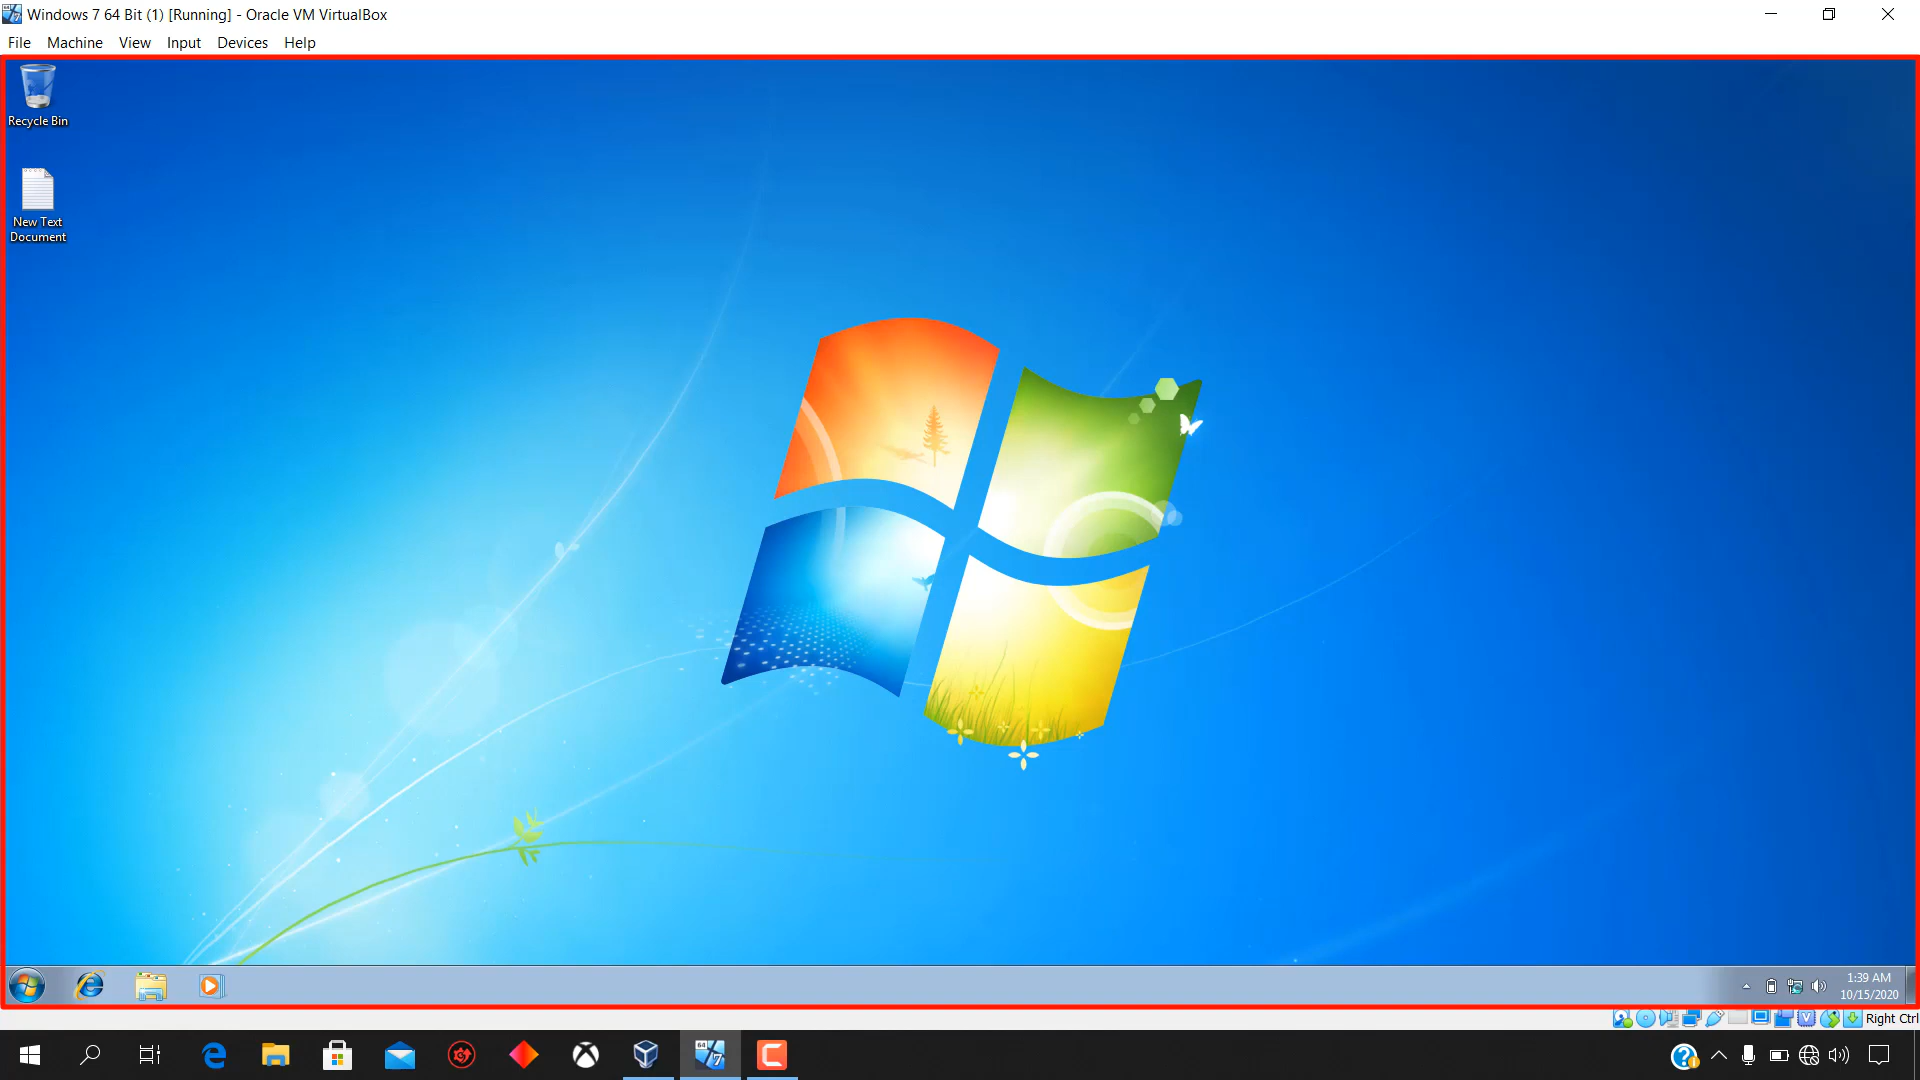 Windows 7 64 Bit (1) [Running] - Oracle VM VirtualBox
File Machine View Input Devices Help
Recycle Bin
New Text
Document
1:39 AM
10/15/2020
Right Ctrl